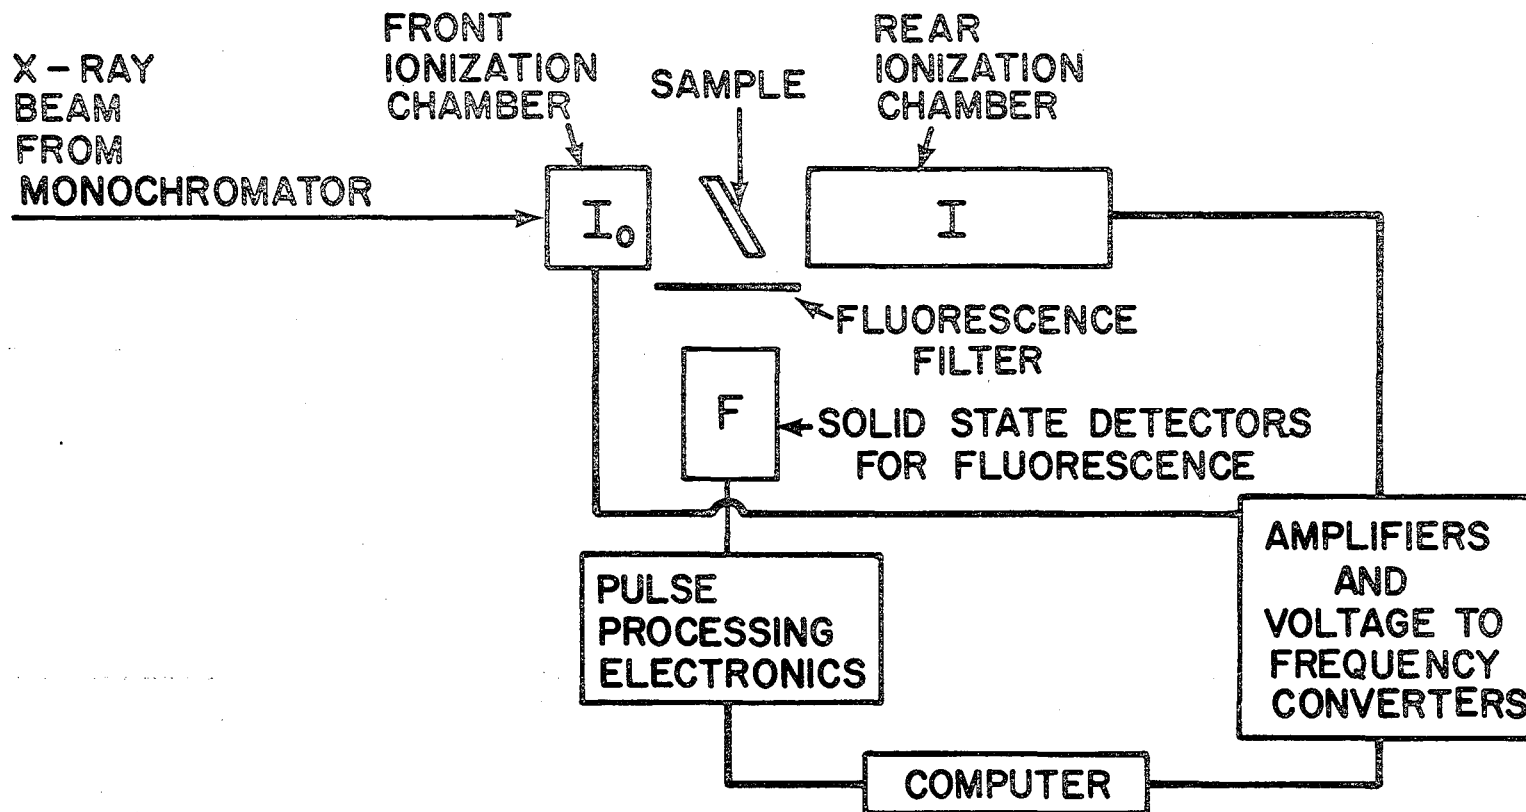 X-RAY
BEAM
FROM
MONOCHROMATOR
FRONT
IONIZATION
CHAMBER
SAMPLE
REAR
IONIZATION
CHAMBER
I₀
I
FLUORESCENCE
FILTER
F
SOLID STATE DETECTORS
FOR FLUORESCENCE
PULSE
PROCESSING
ELECTRONICS
AMPLIFIERS
AND
VOLTAGE TO
FREQUENCY
CONVERTERS
COMPUTER